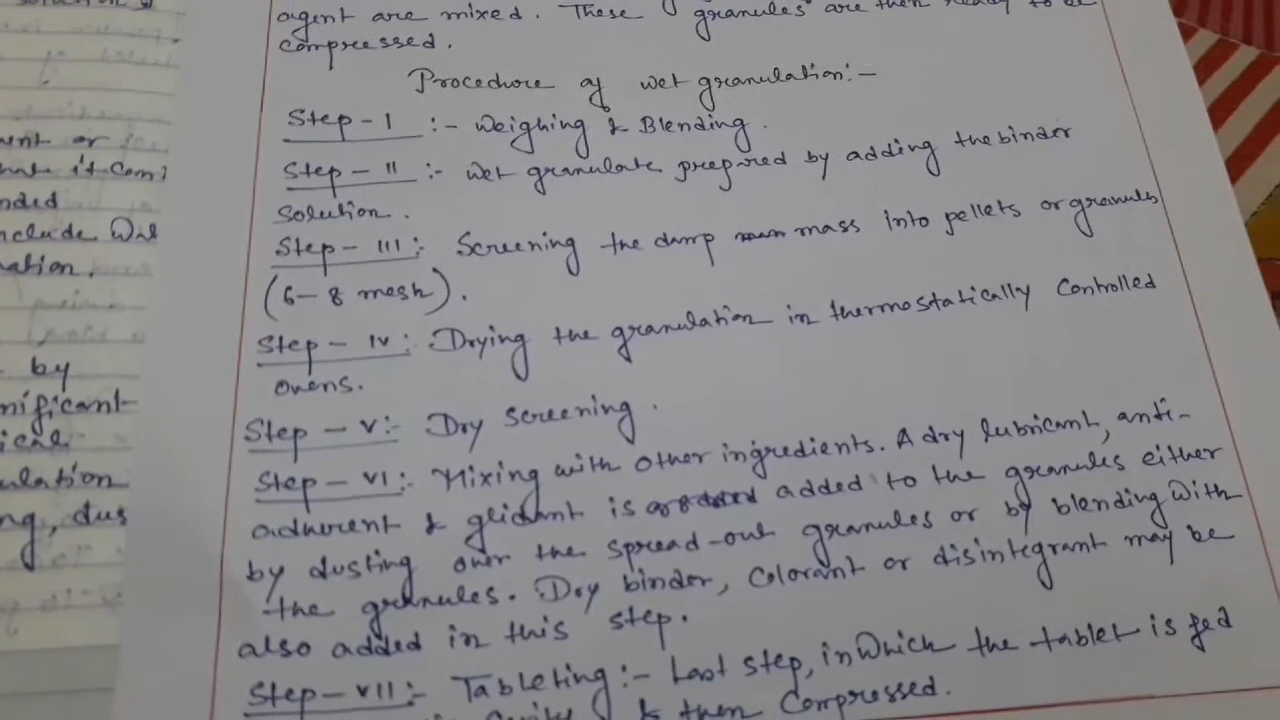 agent are mixed. These granules are then ready to be
compressed.
Procedure of wet granulation:-
Step-I :- Weighing & Blending.
Step-II :- wet granulate prepared by adding the binder
solution.
Step-III:- Screening the damp mass into pellets or granules
(6-8 mesh).
Step-IV:- Drying the granulation in thermostatically controlled
ovens.
Step-V:- Dry screening.
Step-VI:- Mixing with other ingredients. A dry lubricant, anti-
adherent & glidant is added to the granules either
by dusting over the spread-out granules or by blending with
the granules. Dry binder, colorant or disintegrant may be
also added in this step.
Step-VII:- Tableting:- Last step, in which the tablet is fed
& then compressed.
by
ulation